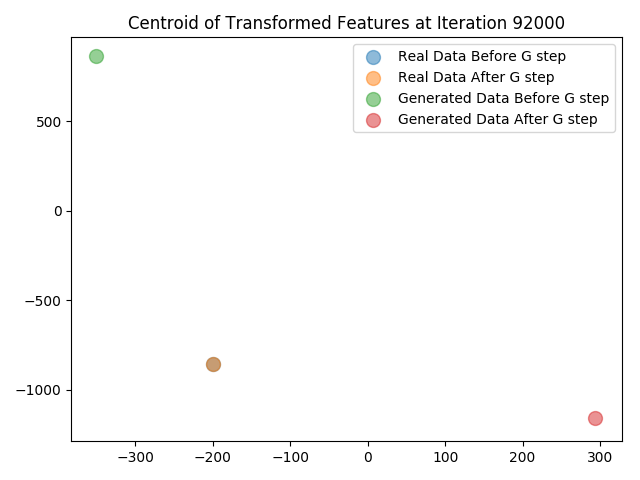 Centroid of Transformed Features at Iteration 92000
Real Data Before G step
Real Data After G step
Generated Data Before G step
Generated Data After G step
500
0
−500
−1000
−300
−200
−100
0
100
200
300